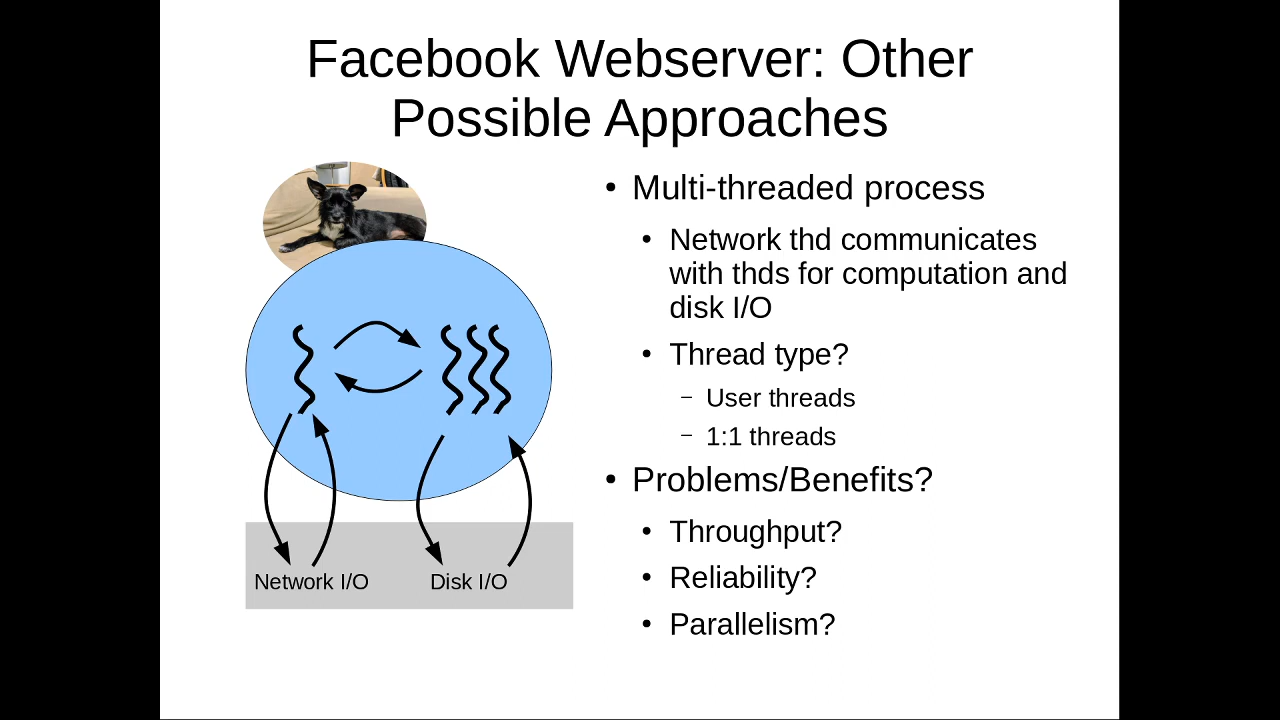 Facebook Webserver: Other
Possible Approaches
• Multi-threaded process
• Network thd communicates
with thds for computation and
disk I/O
• Thread type?
– User threads
– 1:1 threads
• Problems/Benefits?
• Throughput?
• Reliability?
• Parallelism?
Network I/O
Disk I/O